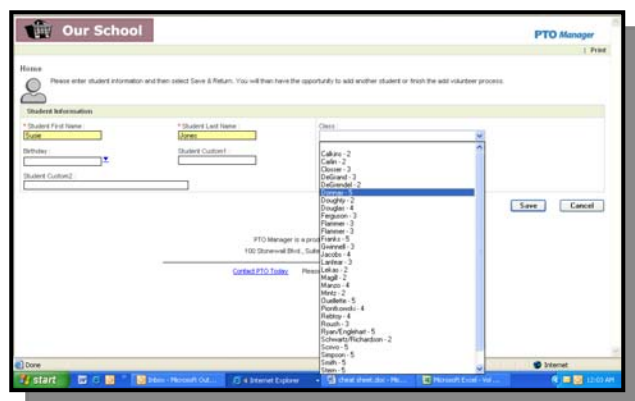 Our School
PTO Manager
| Print
Home
Please enter student information and then select Save & Return. You will then have the opportunity to add another student or finish the add volunteer process.
Student Information
* Student First Name : * Student Last Name : Class :
Susie Jones
Birthday : Student Custom1 :
Student Custom2 :
Calkins - 2
Carlin - 2
Closser - 3
DeGrand - 3
DeGrendel - 2
Donnay - 5
Doughty - 2
Douglas - 4
Ferguson - 3
Flammer - 3
Flanner - 3
Franks - 5
Gwinnell - 3
Jacobs - 4
Lanfear - 3
Lekas - 2
Magill - 2
Manzo - 4
Mintz - 2
Ouellette - 5
Piontkowski - 4
Rebtoy - 4
Roush - 3
Ryan/Englehart - 5
Schwartz/Richardson - 2
Scovo - 5
Simpson - 5
Smith - 5
Stein - 5
Save Cancel
PTO Manager is a prod
100 Stonewall Blvd., Suite
Contact PTO Today Pleas
Done Internet
start Inbox - Microsoft Out... 4 Internet Explorer cheat sheet.doc - Mic... Microsoft Excel - Vol ... 12:03 AM